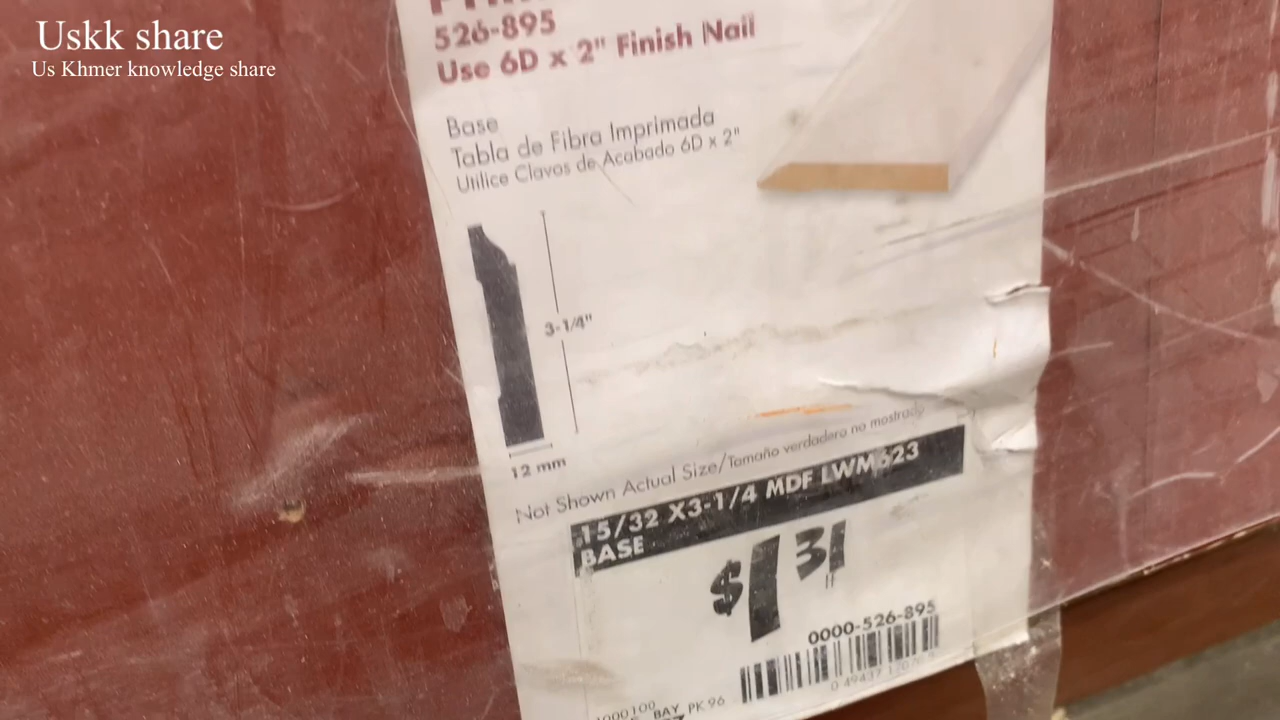 Uskk share
Us Khmer knowledge share
526-895
Use 6D x 2" Finish Nail
Base
Tabla de Fibra Imprimada
Utilice Clavos de Acabado 6D x 2"
3-1/4"
12 mm
Not Shown Actual Size/Tamaño verdadero no mostrado
15/32 X3-1/4 MDF LWM623
BASE
$1 31
0000-526-895
BAY PK 96